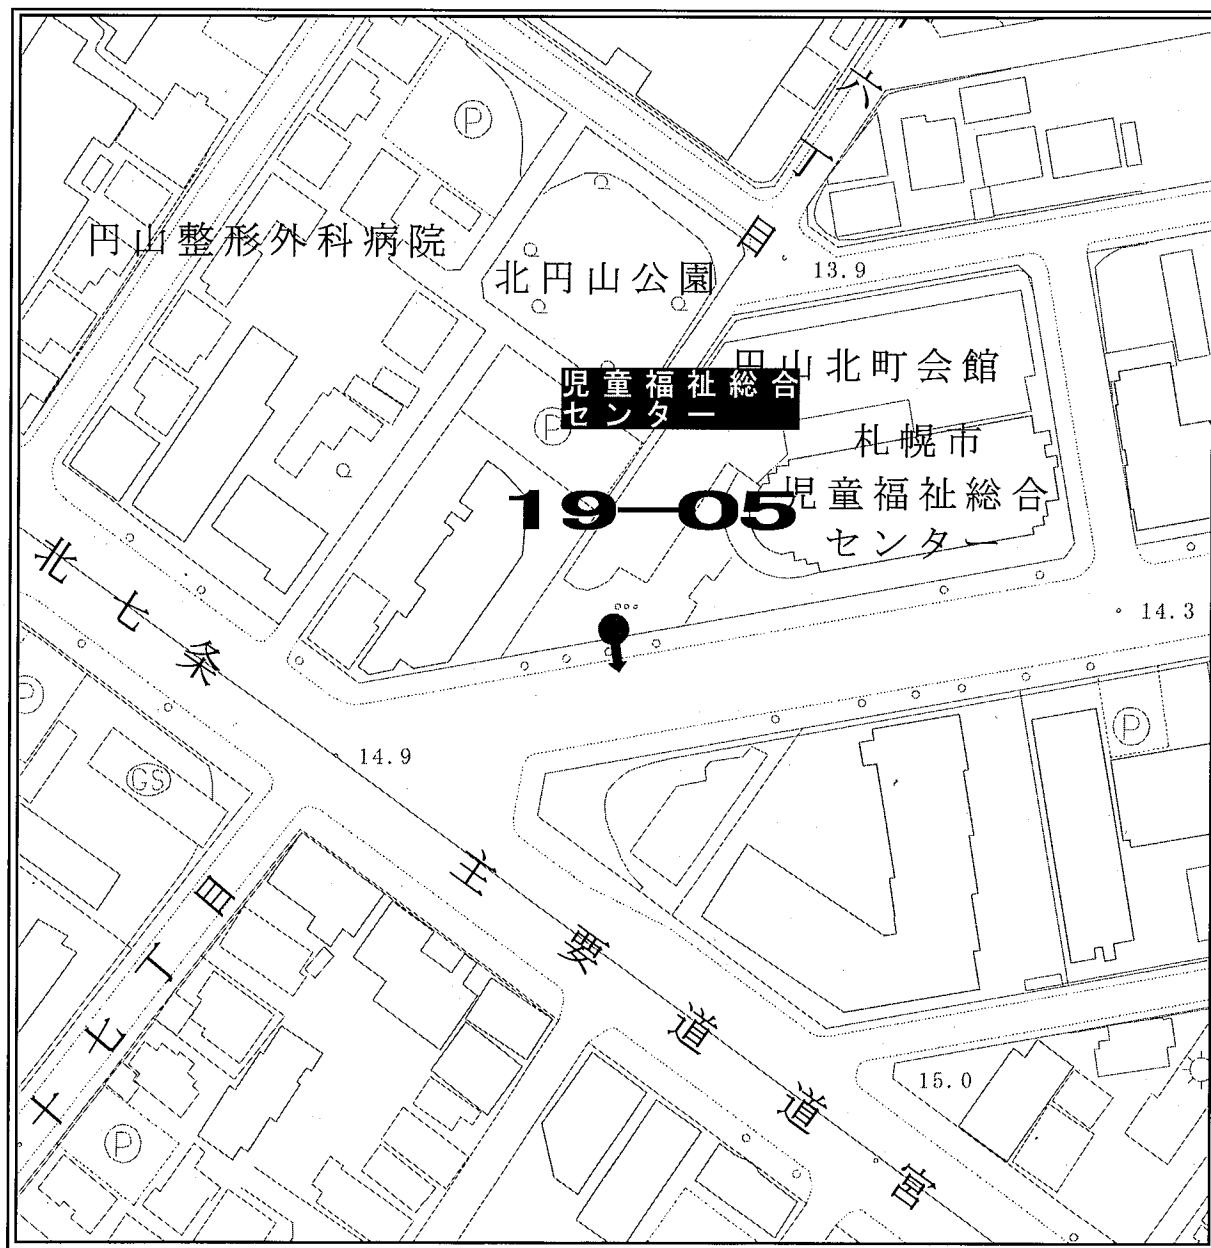 六
丁
目
P
円山整形外科病院
北円山公園
13.9
円山北町会館
児童福祉総合
センター
P
札幌市
児童福祉総合
センター
19-05
北七条
14.3
P
P
14.9
GS
主要道道宮
十七丁目
15.0
P